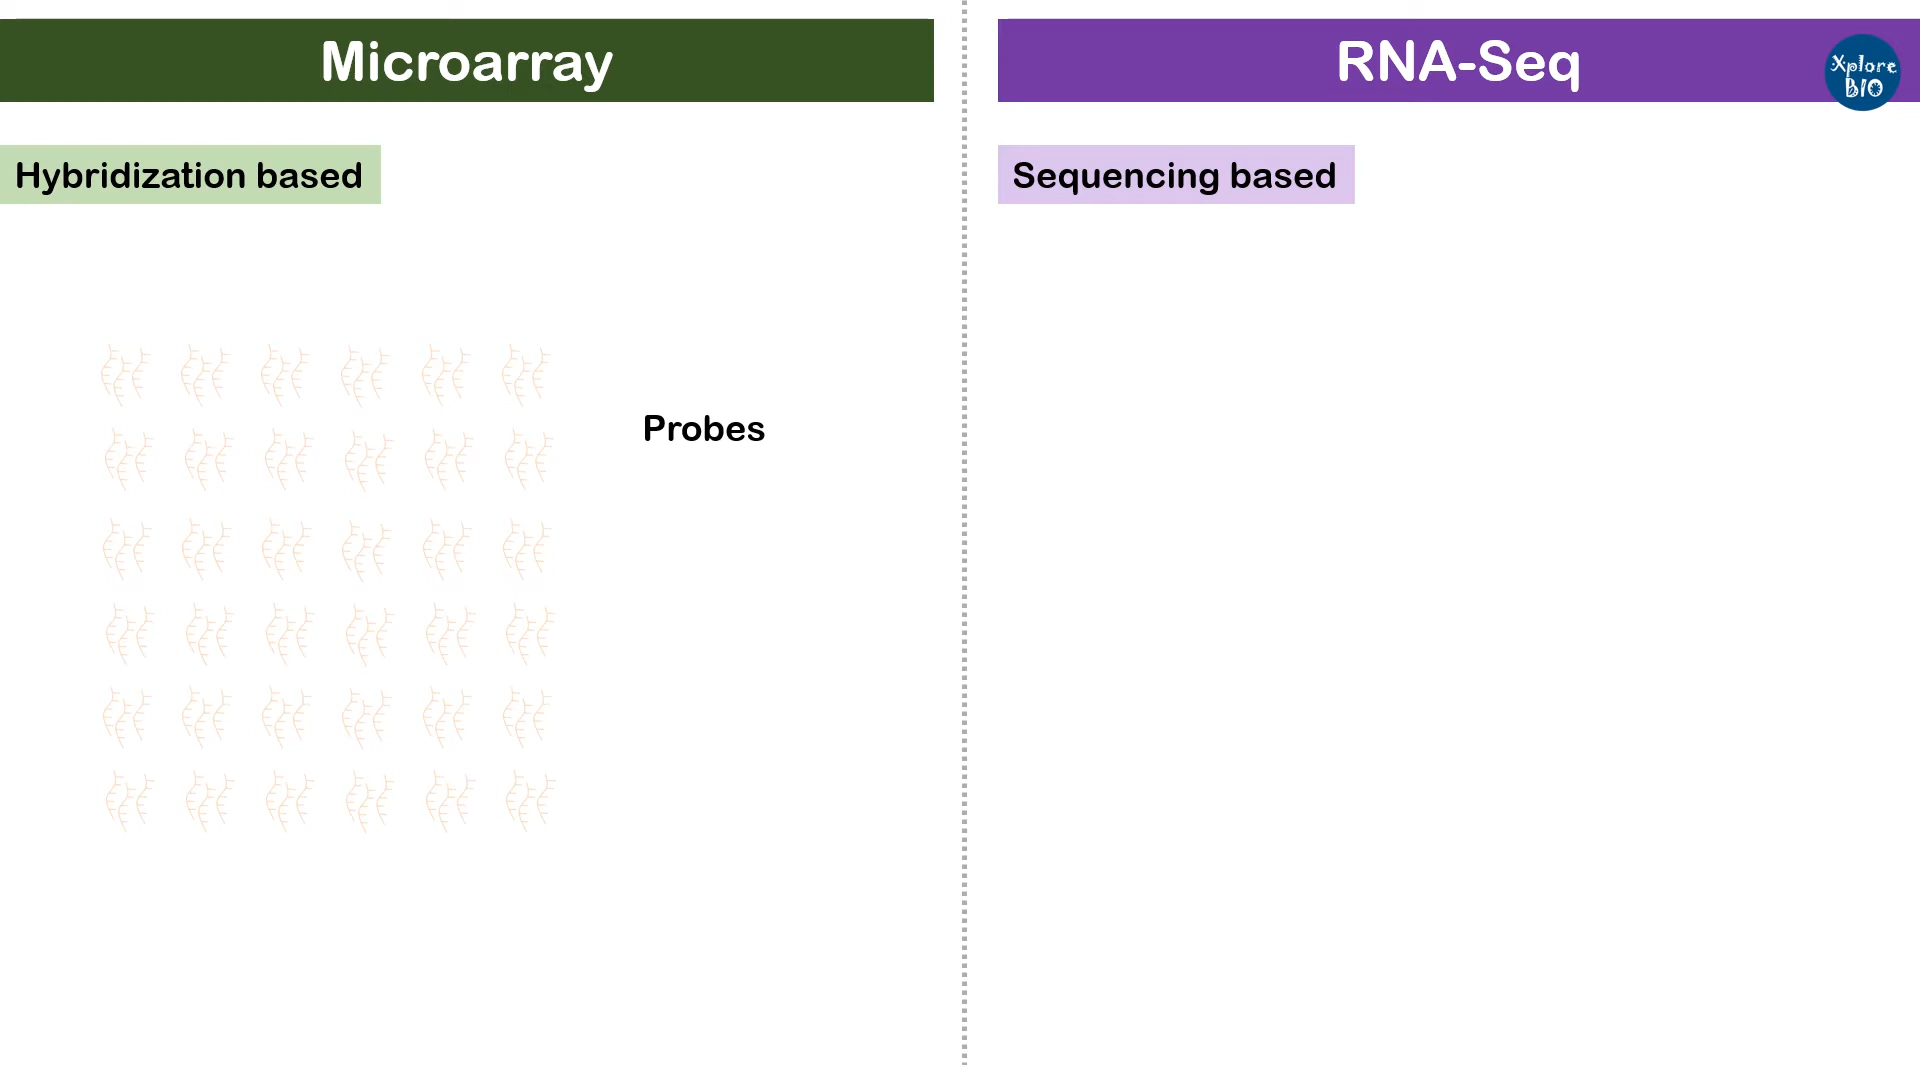 Microarray
RNA-Seq
Xplore
BIO
Hybridization based
Sequencing based
Probes